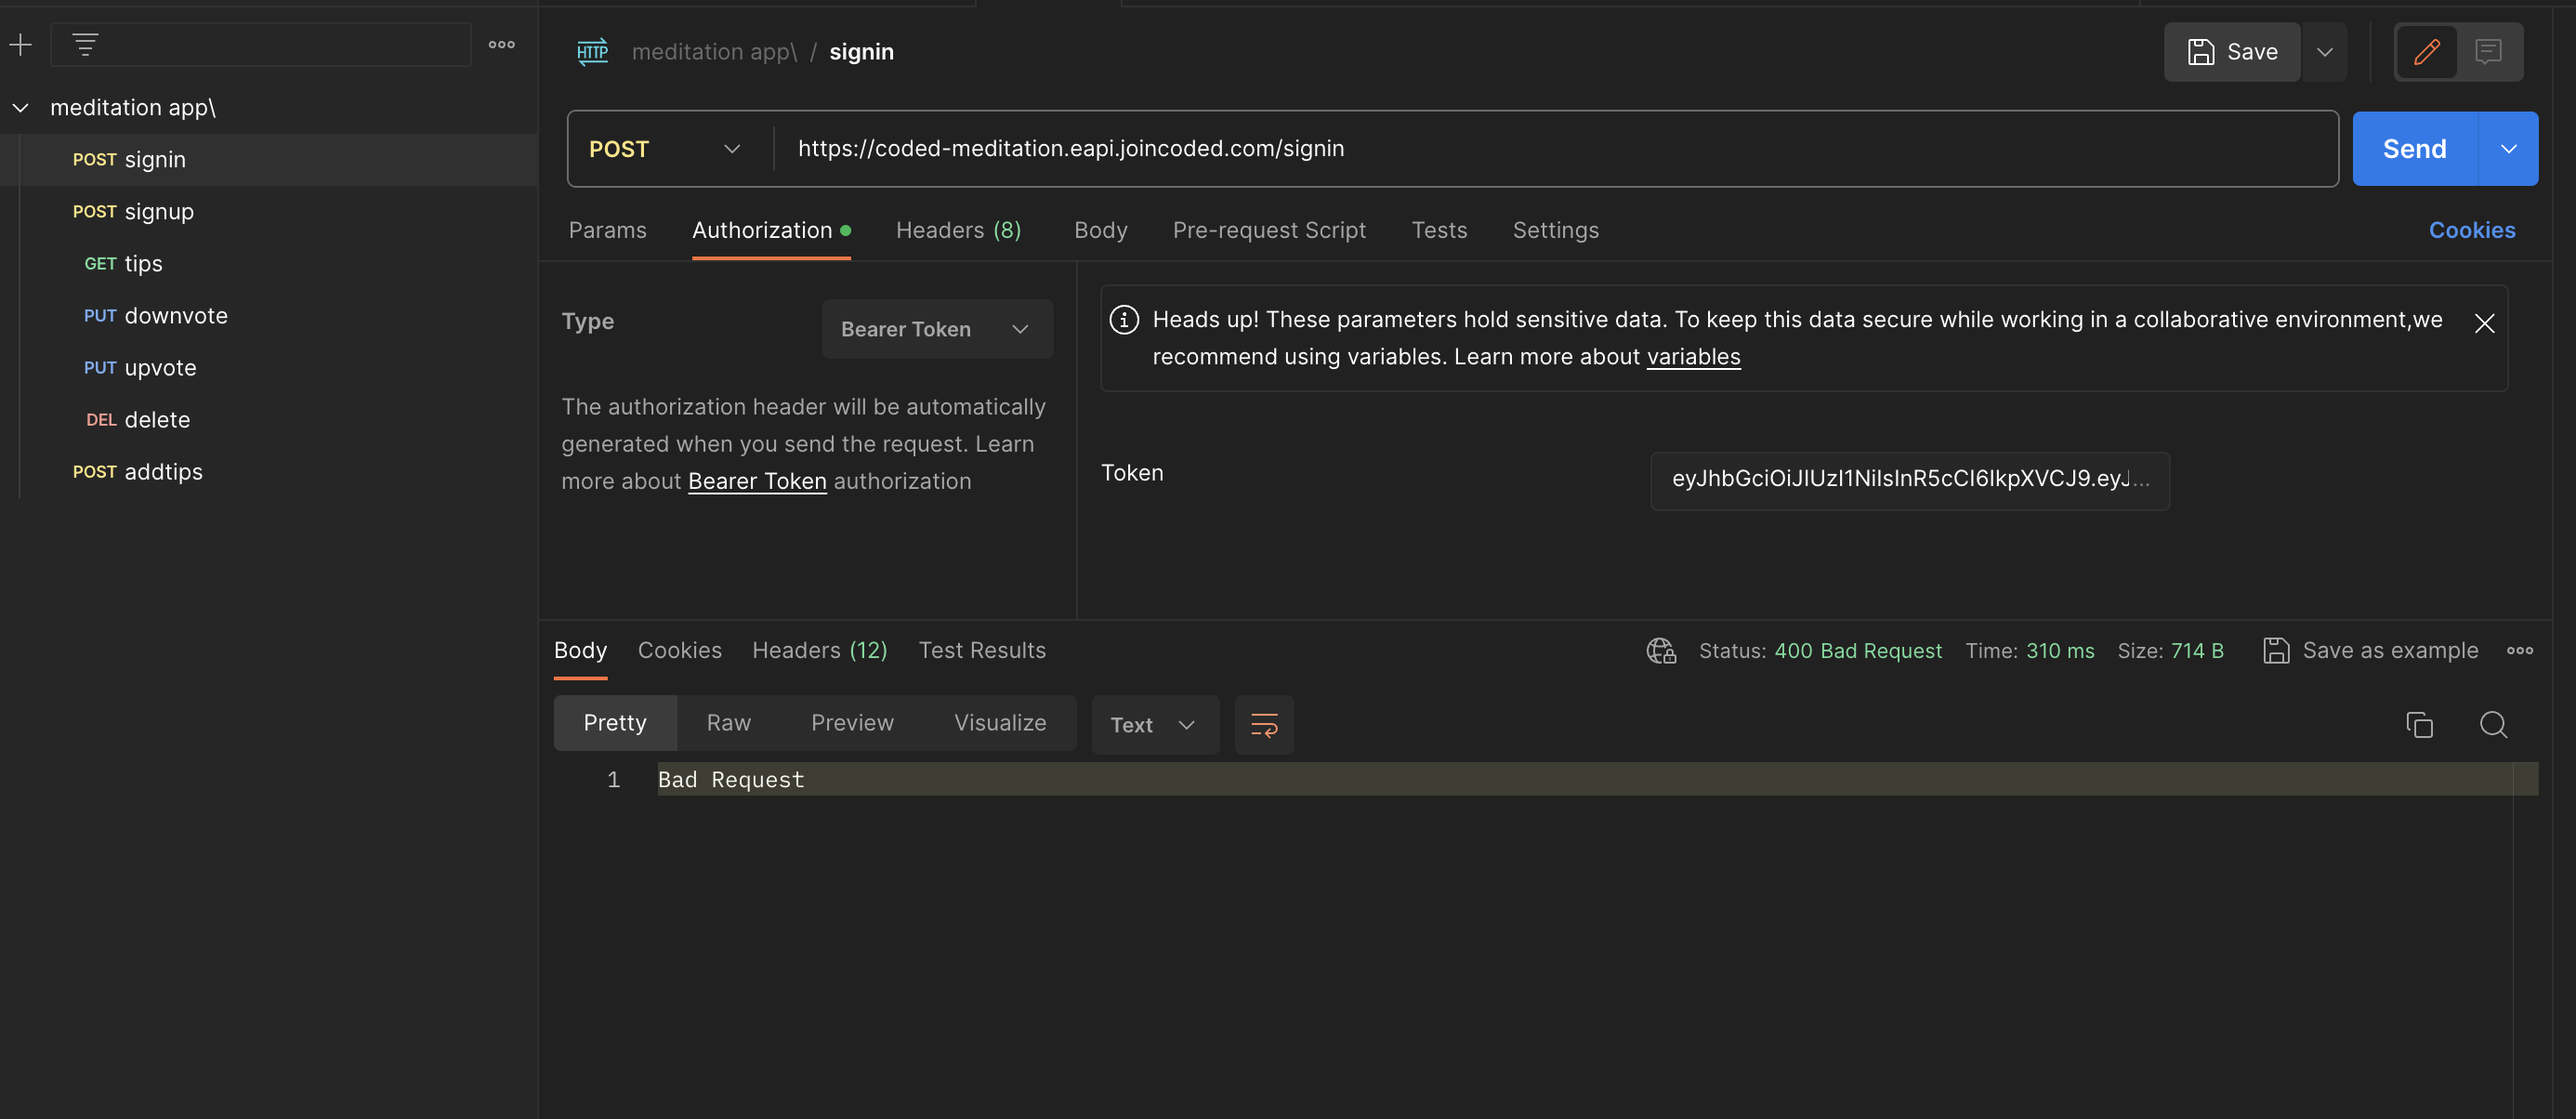 meditation app\
POST signin
POST signup
GET tips
PUT downvote
PUT upvote
DEL delete
POST addtips
HTTP meditation app\ / signin
Save
POST https://coded-meditation.eapi.joincoded.com/signin
Send
Params Authorization Headers (8) Body Pre-request Script Tests Settings Cookies
Type Bearer Token
The authorization header will be automatically
generated when you send the request. Learn
more about Bearer Token authorization
Heads up! These parameters hold sensitive data. To keep this data secure while working in a collaborative environment,we
recommend using variables. Learn more about variables
Token eyJhbGciOiJIUzI1NiIsInR5cCI6IkpXVCJ9.eyJ...
Body Cookies Headers (12) Test Results Status: 400 Bad Request Time: 310 ms Size: 714 B Save as example
Pretty Raw Preview Visualize Text
1 Bad Request